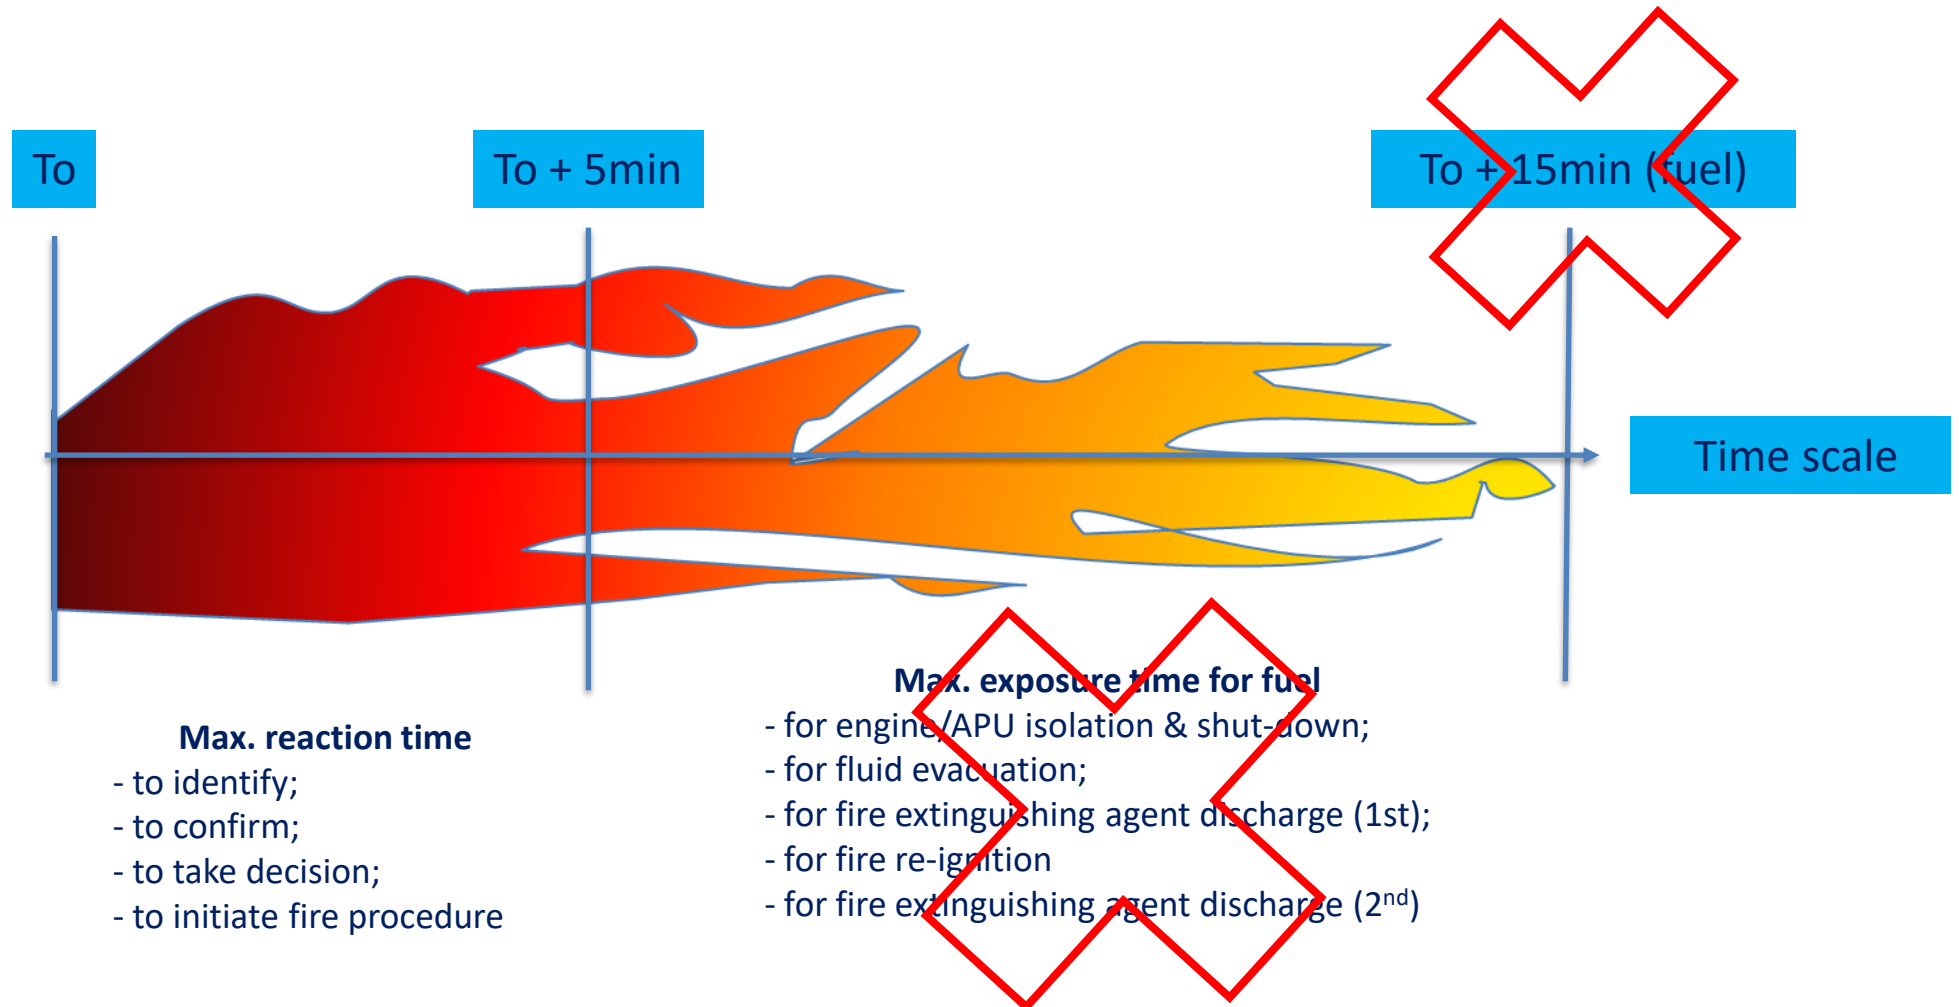 To
To + 5min
To + 15min (fuel)
Time scale
Max. reaction time
- to identify;
- to confirm;
- to take decision;
- to initiate fire procedure
Max. exposure time for fuel
- for engine/APU isolation & shut-down;
- for fluid evacuation;
- for fire extinguishing agent discharge (1st);
- for fire re-ignition
- for fire extinguishing agent discharge (2nd)